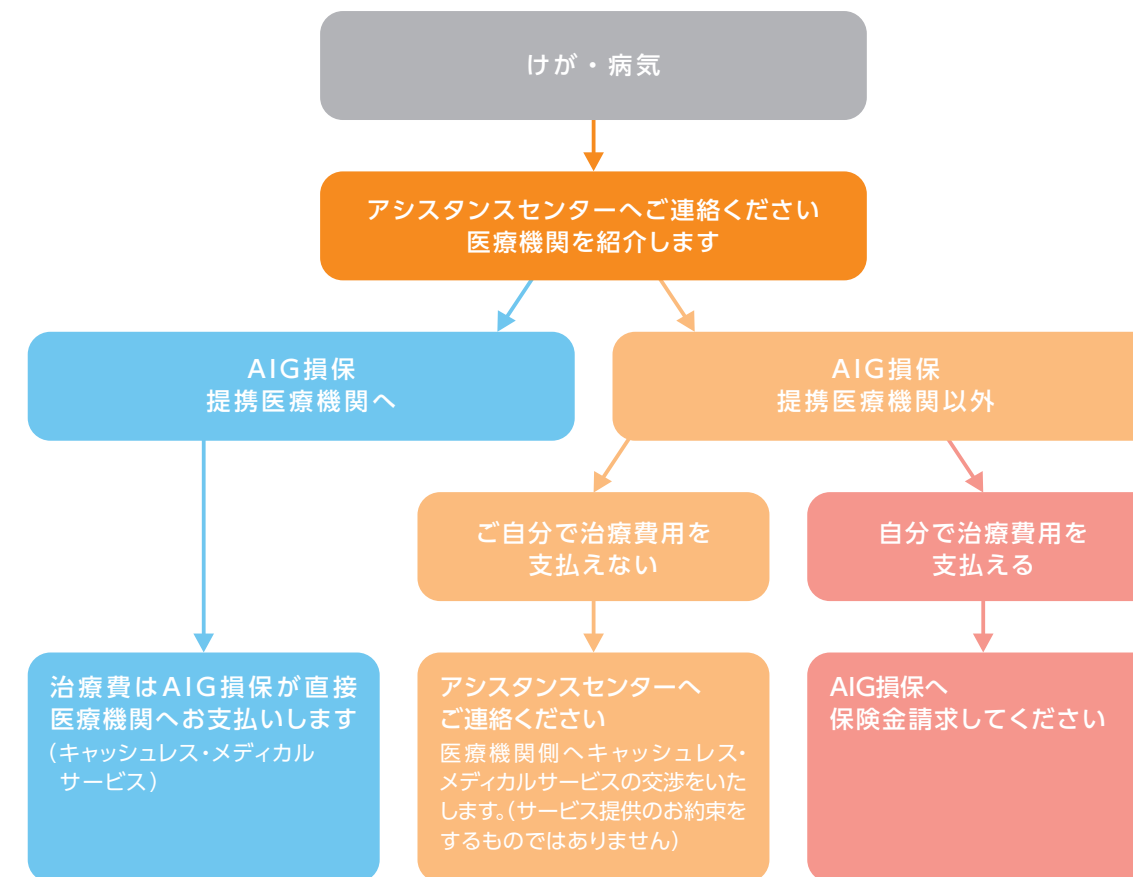 けが・病気
アシスタンスセンターへご連絡ください
医療機関を紹介します
AIG損保
提携医療機関へ
AIG損保
提携医療機関以外
ご自分で治療費用を
支払えない
自分で治療費用を
支払える
治療費はAIG損保が直接
医療機関へお支払いします
（キャッシュレス・メディカル
サービス）
アシスタンスセンターへ
ご連絡ください
医療機関側へキャッシュレス・
メディカルサービスの交渉をいた
します。（サービス提供のお約束を
するものではありません）
AIG損保へ
保険金請求してください